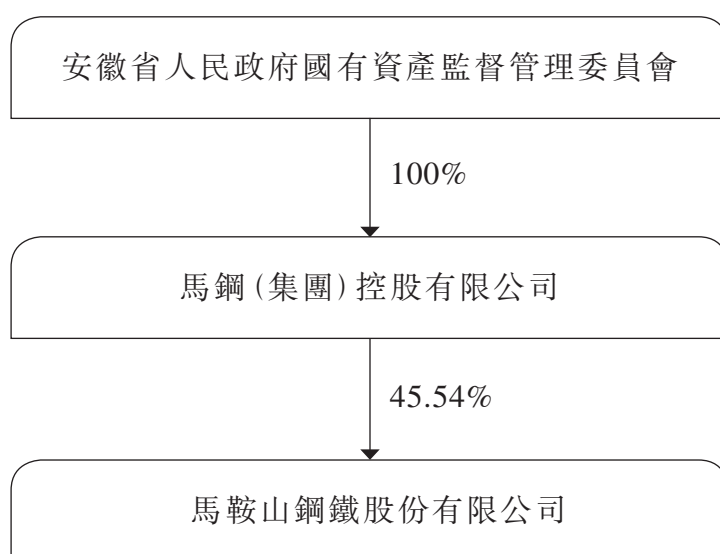 安徽省人民政府國有資產監督管理委員會
100%
馬鋼(集團)控股有限公司
45.54%
馬鞍山鋼鐵股份有限公司